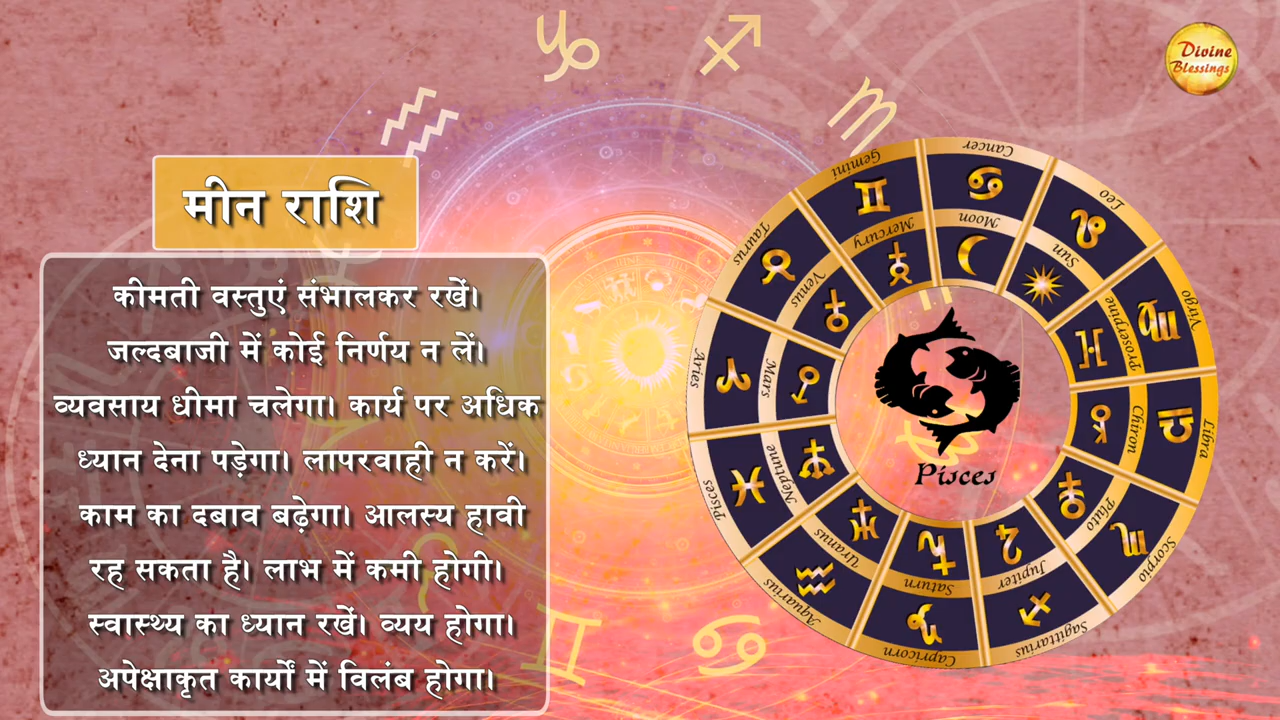 Divine
Blessings
मीन राशि
कीमती वस्तुएं संभालकर रखें।
जल्दबाजी में कोई निर्णय न लें।
व्यवसाय धीमा चलेगा। कार्य पर अधिक
ध्यान देना पड़ेगा। लापरवाही न करें।
काम का दबाव बढ़ेगा। आलस्य हावी
रह सकता है। लाभ में कमी होगी।
स्वास्थ्य का ध्यान रखें। व्यय होगा।
अपेक्षाकृत कार्यों में विलंब होगा।
Cancer
Leo
Virgo
Libra
Scorpio
Sagittarius
Capricorn
Aquarius
Pisces
Aries
Taurus
Gemini
Moon
Sun
Proserpine
Chiron
Pluto
Jupiter
Saturn
Uranus
Neptune
Mars
Venus
Mercury
Pisces